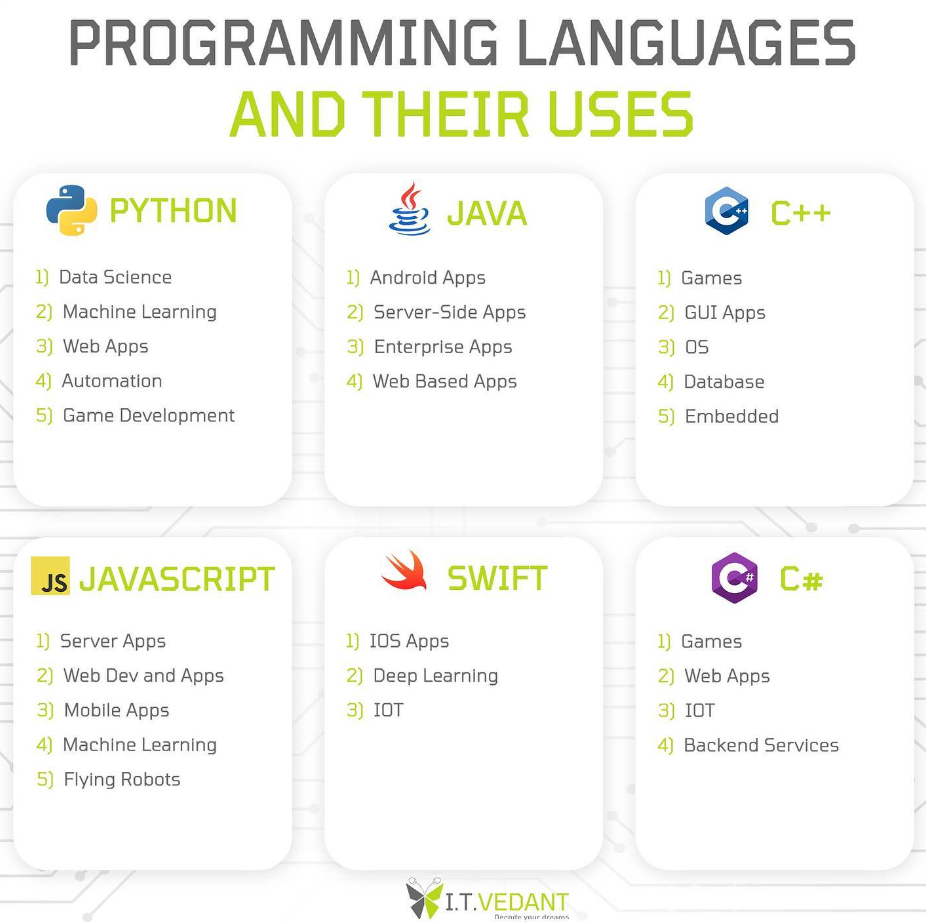 PROGRAMMING LANGUAGES
AND THEIR USES
PYTHON
1) Data Science
2) Machine Learning
3) Web Apps
4) Automation
5) Game Development
JAVA
1) Android Apps
2) Server-Side Apps
3) Enterprise Apps
4) Web Based Apps
C++
C++
1) Games
2) GUI Apps
3) OS
4) Database
5) Embedded
JS
JAVASCRIPT
1) Server Apps
2) Web Dev and Apps
3) Mobile Apps
4) Machine Learning
5) Flying Robots
SWIFT
1) IOS Apps
2) Deep Learning
3) IOT
C#
C#
1) Games
2) Web Apps
3) IOT
4) Backend Services
I.T.VEDANT
Decode your dreams